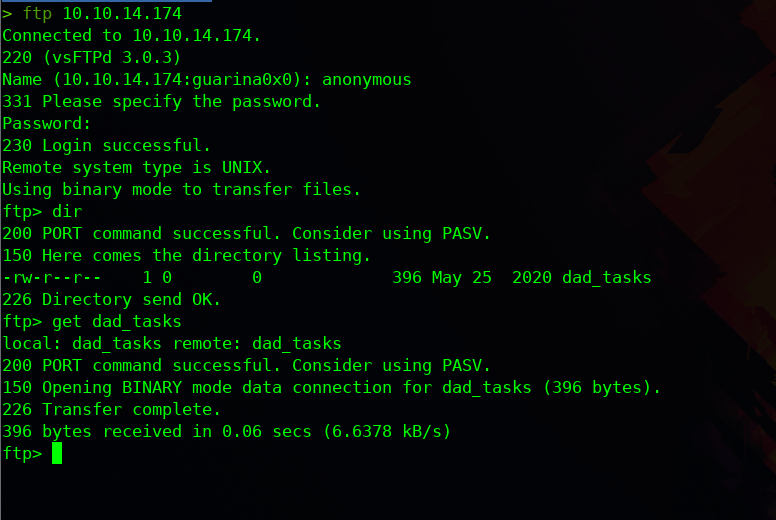 > ftp 10.10.14.174
Connected to 10.10.14.174.
220 (vsFTPd 3.0.3)
Name (10.10.14.174:guarina0x0): anonymous
331 Please specify the password.
Password:
230 Login successful.
Remote system type is UNIX.
Using binary mode to transfer files.
ftp> dir
200 PORT command successful. Consider using PASV.
150 Here comes the directory listing.
-rw-r--r--    1 0        0             396 May 25  2020 dad_tasks
226 Directory send OK.
ftp> get dad_tasks
local: dad_tasks remote: dad_tasks
200 PORT command successful. Consider using PASV.
150 Opening BINARY mode data connection for dad_tasks (396 bytes).
226 Transfer complete.
396 bytes received in 0.06 secs (6.6378 kB/s)
ftp>